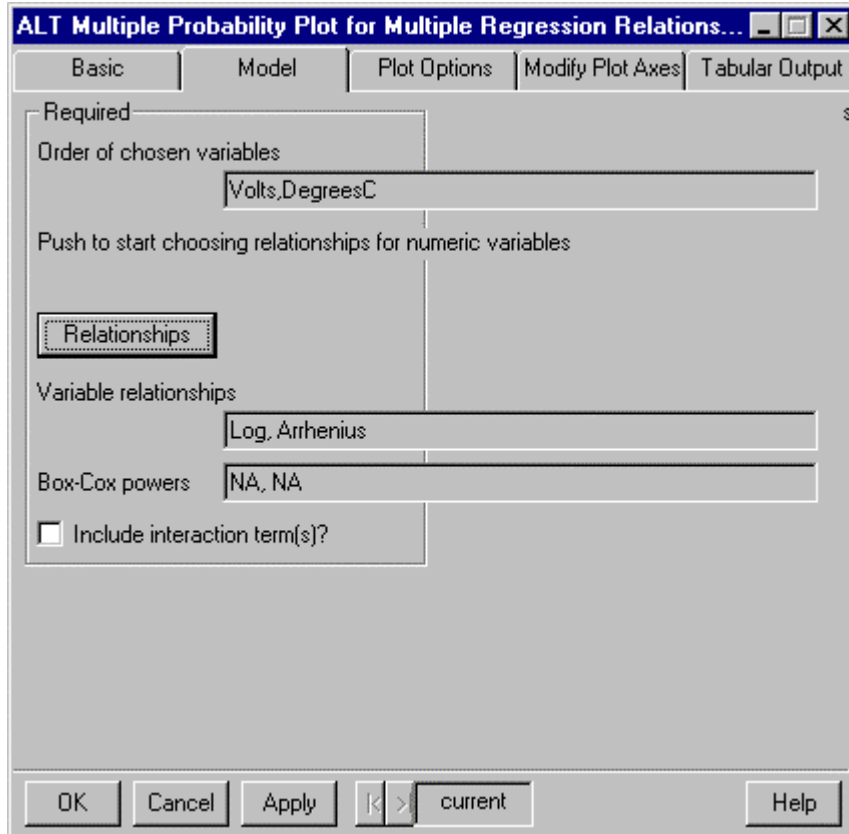 ALT Multiple Probability Plot for Multiple Regression Relations...
Basic Model Plot Options Modify Plot Axes Tabular Output
Required
s
Order of chosen variables
Volts,DegreesC
Push to start choosing relationships for numeric variables
Relationships
Variable relationships
Log, Arrhenius
Box-Cox powers NA, NA
Include interaction term(s)?
OK Cancel Apply |< > current Help